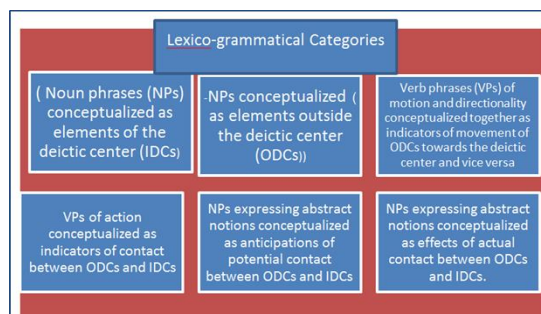 Lexico-grammatical Categories
( Noun phrases (NPs)
conceptualized as
elements of the
deictic center (IDCs)
-NPs conceptualized (
as elements outside
the deictic center
(ODCs))
Verb phrases (VPs) of
motion and directionality
conceptualized together as
indicators of movement of
ODCs towards the deictic
center and vice versa
VPs of action
conceptualized as
indicators of contact
between ODCs and IDCs
NPs expressing abstract
notions conceptualized
as anticipations of
potential contact
between ODCs and IDCs
NPs expressing abstract
notions conceptualized
as effects of actual
contact between ODCs
and IDCs.